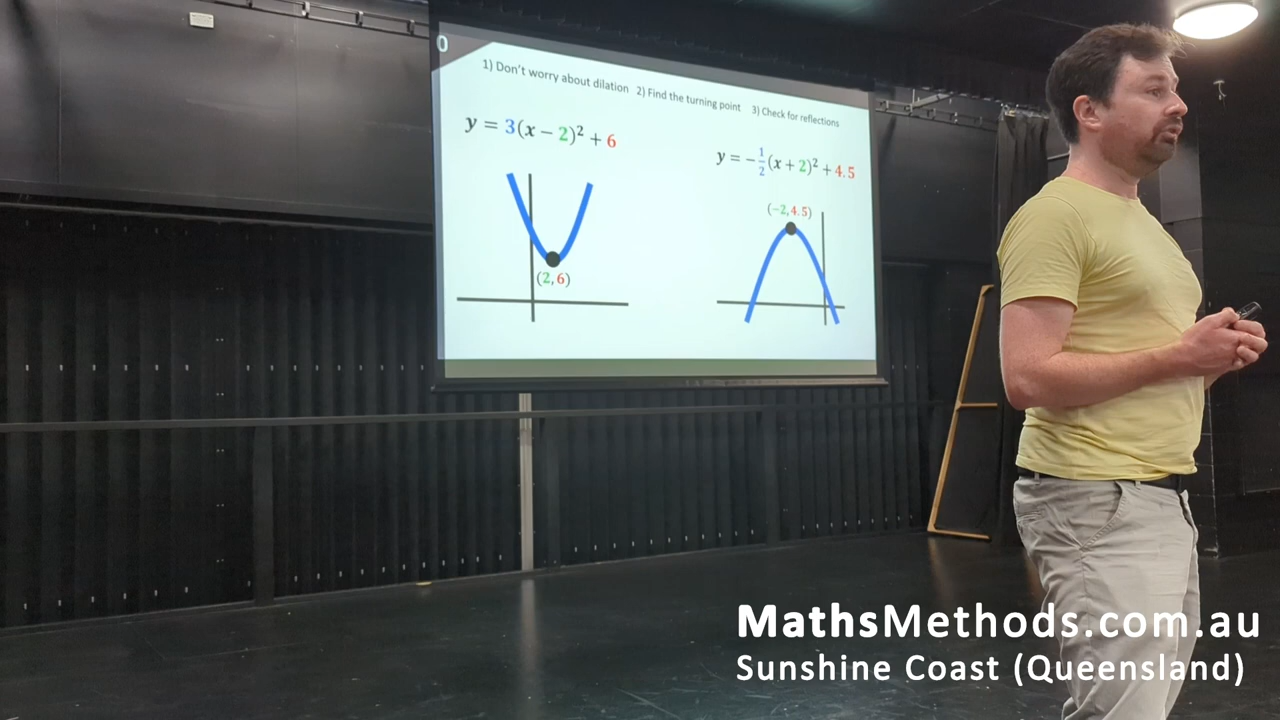 0
1) Don't worry about dilation 2) Find the turning point 3) Check for reflections
y = 3(x − 2)² + 6
y = −1/2(x + 2)² + 4.5
(−2, 4.5)
(2, 6)
MathsMethods.com.au
Sunshine Coast (Queensland)